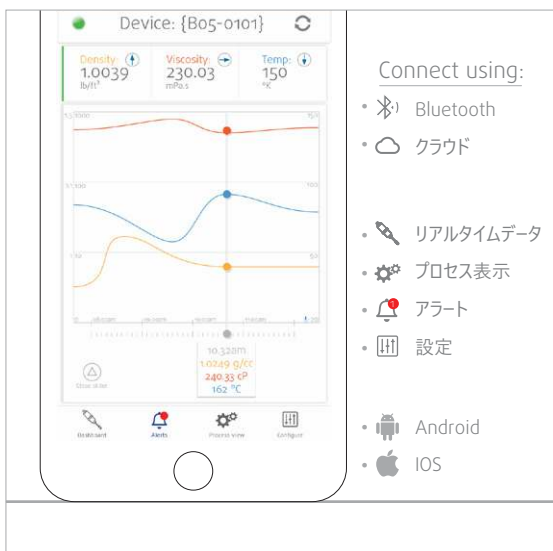 Device: {B05-0101}
Density: Viscosity: Temp:
1.0039 230.03 150
lb/ft³ mPa.s °K
Connect using:
Bluetooth
クラウド
リアルタイムデータ
プロセス表示
アラート
設定
10.32am
1.0249 g/cc
240.33 cP
162 °C
Dashboard Alerts Process view Configure
Android
IOS